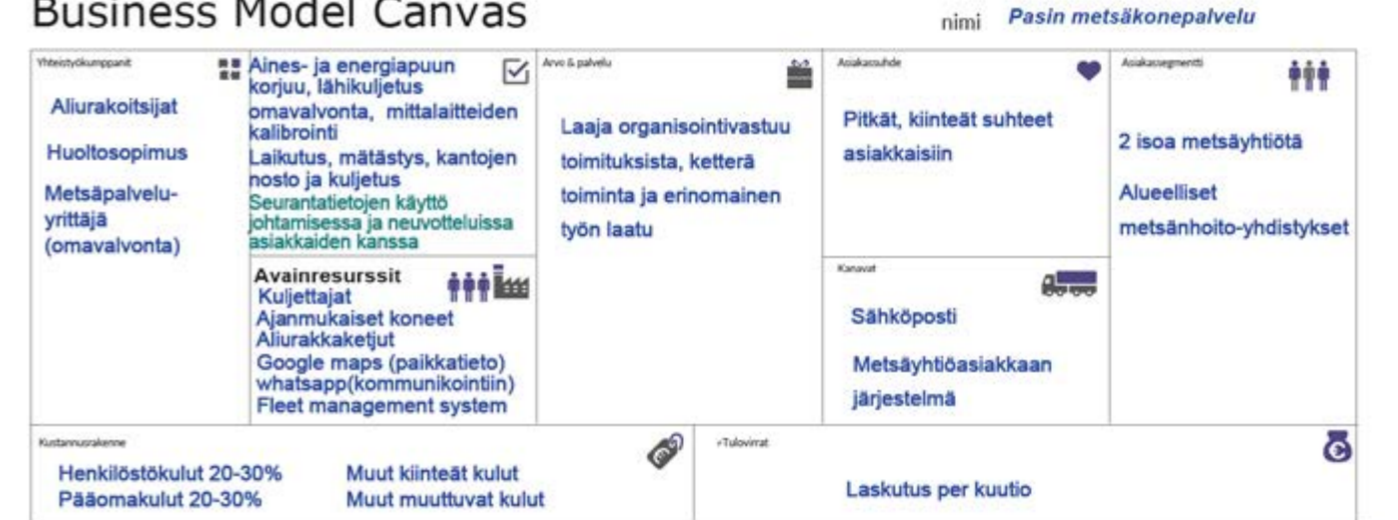 Business Model Canvas
nimi Pasin metsäkonepalvelu
Yhteistyökumppanit
Aliurakoitsijat
Huoltosopimus
Metsäpalvelu-
yrittäjä
(omavalvonta)
Aines- ja energiapuun
korjuu, lähikuljetus
omavalvonta, mittalaitteiden
kalibrointi
Laikutus, mätästys, kantojen
nosto ja kuljetus
Seurantatietojen käyttö
johtamisessa ja neuvotteluissa
asiakkaiden kanssa
Avainresurssit
Kuljettajat
Ajanmukaiset koneet
Aliurakkaketjut
Google maps (paikkatieto)
whatsapp(kommunikointiin)
Fleet management system
Arvo & palvelu
Laaja organisointivastuu
toimituksista, ketterä
toiminta ja erinomainen
työn laatu
Asiakassuhde
Pitkät, kiinteät suhteet
asiakkaisiin
Kanavat
Sähköposti
Metsäyhtiöasiakkaan
järjestelmä
Asiakassegmentti
2 isoa metsäyhtiötä
Alueelliset
metsänhoito-yhdistykset
Kustannusrakenne
Henkilöstökulut 20-30%
Pääomakulut 20-30%
Muut kiinteät kulut
Muut muuttuvat kulut
Tulovirrat
Laskutus per kuutio